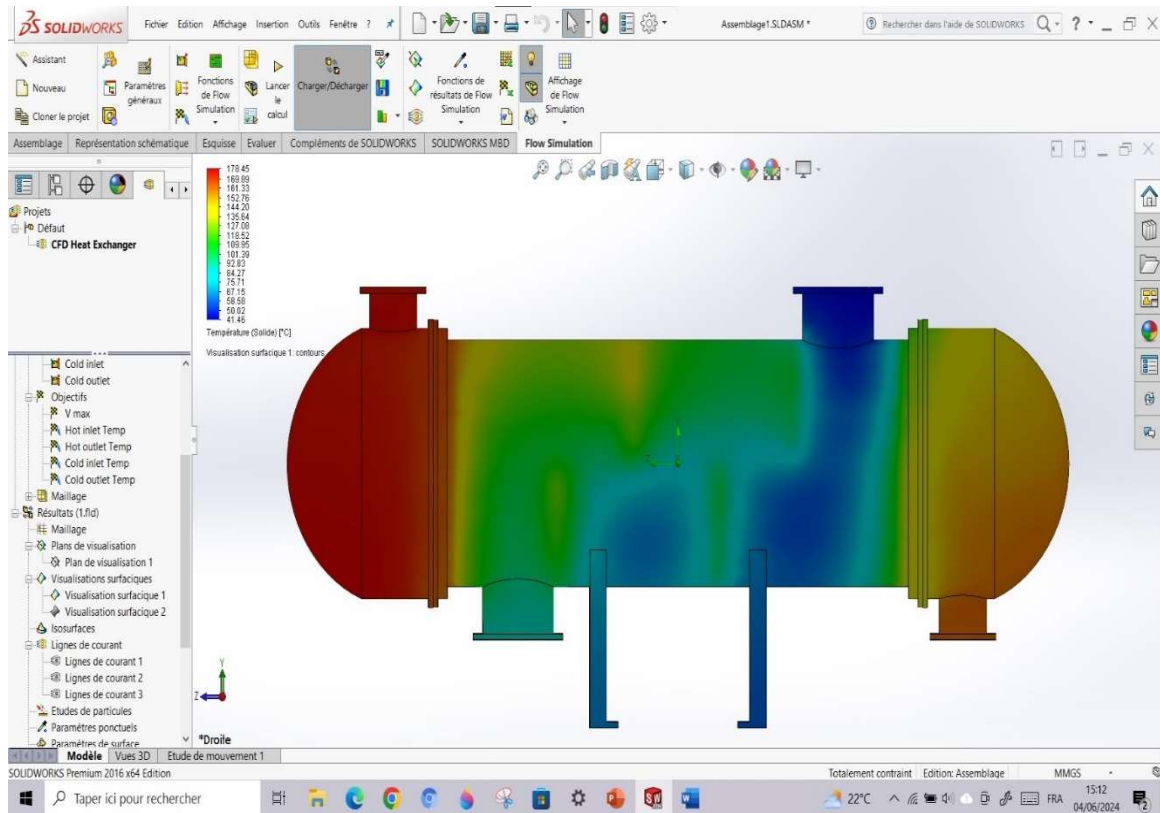 SOLIDWORKS
Fichier Edition Affichage Insertion Outils Fenêtre ?
Assemblage1.SLDASM *
Rechercher dans l'aide de SOLIDWORKS
Assistant
Nouveau
Cloner le projet
Paramètres généraux
Fonctions de Flow Simulation
Lancer le calcul
Charger/Décharger
Fonctions de résultats de Flow Simulation
Affichage de Flow Simulation
Assemblage Représentation schématique Esquisse Evaluer Compléments de SOLIDWORKS SOLIDWORKS MBD Flow Simulation
Projets
Défaut
CFD Heat Exchanger
Cold inlet
Cold outlet
Objectifs
V max
Hot inlet Temp
Hot outlet Temp
Cold inlet Temp
Cold outlet Temp
Maillage
Résultats (1.fld)
Maillage
Plans de visualisation
Plan de visualisation 1
Visualisations surfaciques
Visualisation surfacique 1
Visualisation surfacique 2
Isosurfaces
Lignes de courant
Lignes de courant 1
Lignes de courant 2
Lignes de courant 3
Etudes de particules
Paramètres ponctuels
Paramètres de surface
178.45
169.89
161.33
152.76
144.20
135.64
127.08
118.52
109.95
101.39
92.83
84.27
75.71
67.15
58.58
50.02
41.46
Température (Solide) [°C]
Visualisation surfacique 1: contours
Y
Z
*Droite
Modèle Vues 3D Etude de mouvement 1
SOLIDWORKS Premium 2016 x64 Edition
Totalement contraint Edition: Assemblage MMGS
Taper ici pour rechercher
22°C
FRA
15:12
04/06/2024